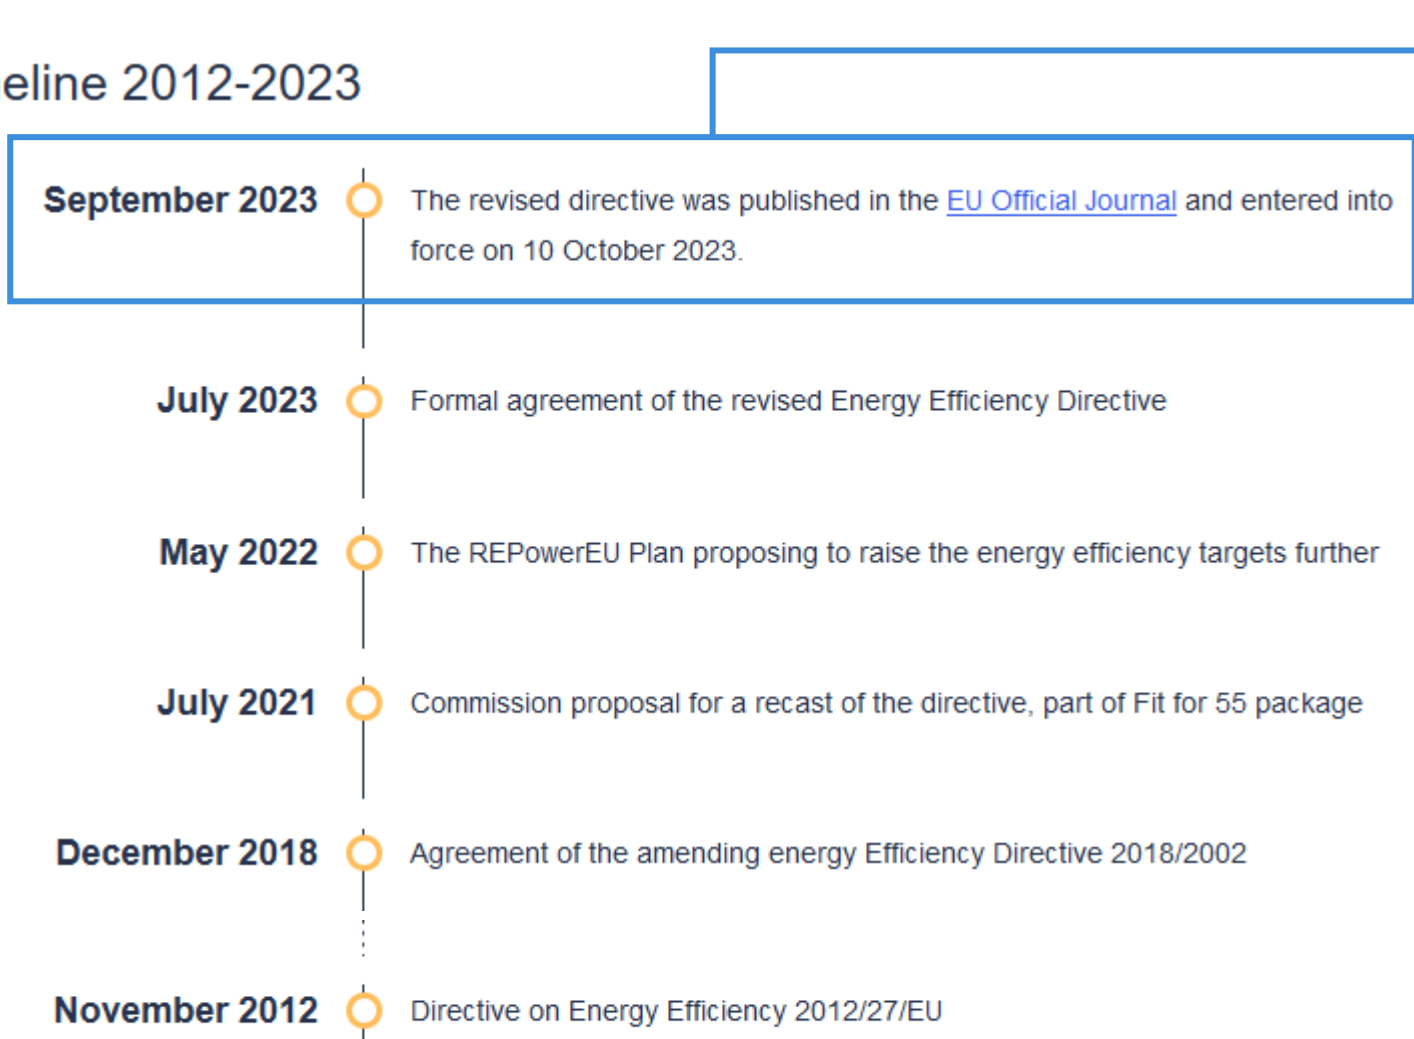 eline 2012-2023
September 2023
The revised directive was published in the EU Official Journal and entered into
force on 10 October 2023.
July 2023
Formal agreement of the revised Energy Efficiency Directive
May 2022
The REPowerEU Plan proposing to raise the energy efficiency targets further
July 2021
Commission proposal for a recast of the directive, part of Fit for 55 package
December 2018
Agreement of the amending energy Efficiency Directive 2018/2002
November 2012
Directive on Energy Efficiency 2012/27/EU